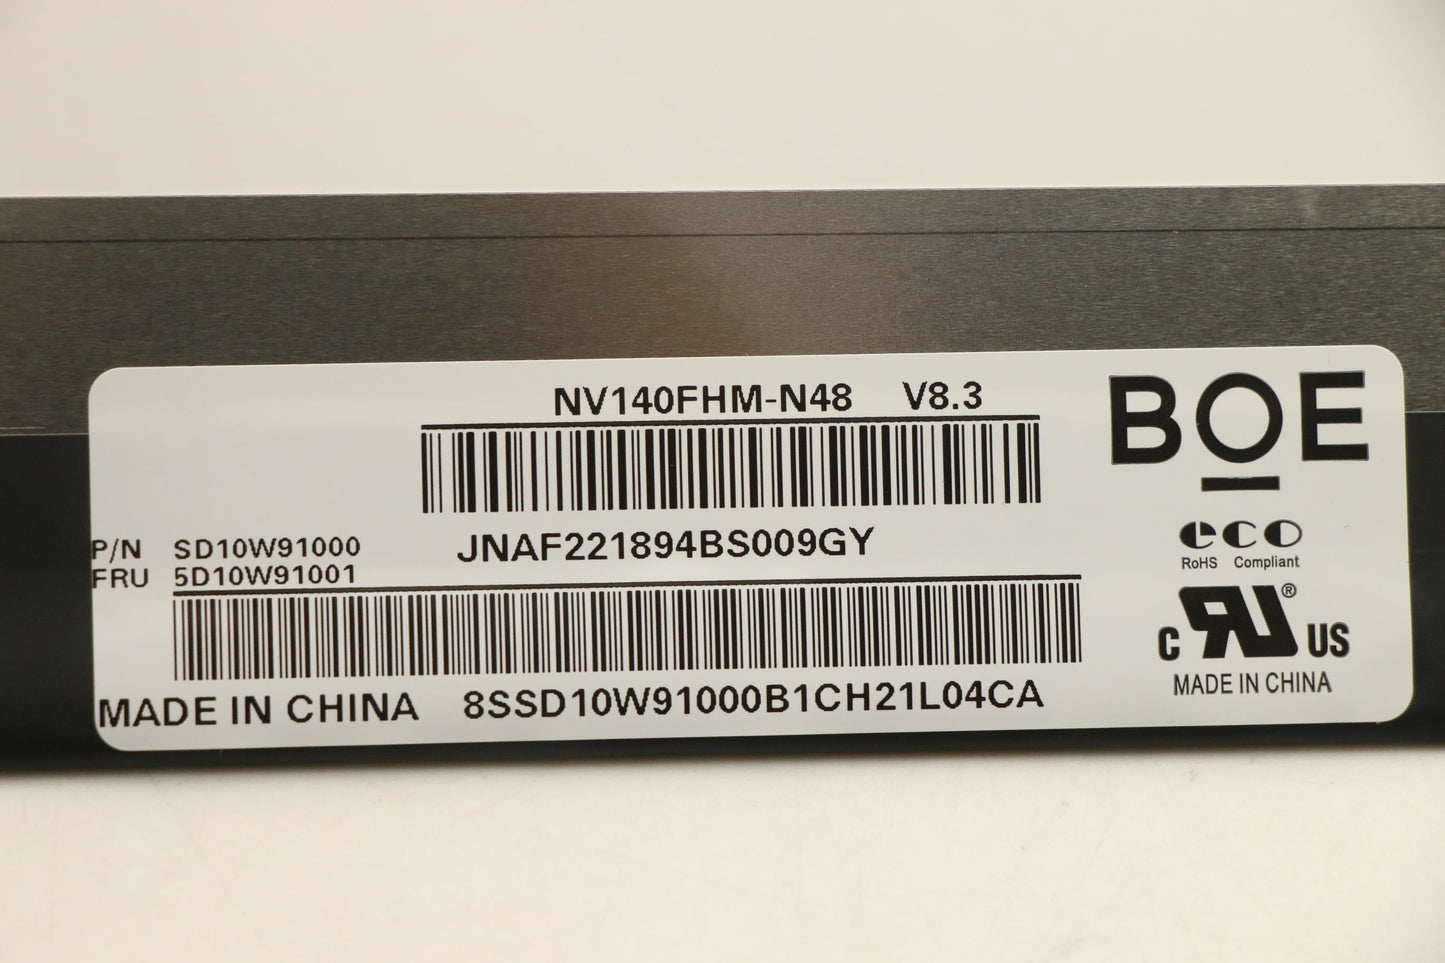 NV140FHM-N48 V8.3
BOE
JNAF221894BS009GY
P/N SD10W91000
FRU 5D10W91001
8SSD10W91000B1CH21L04CA
MADE IN CHINA
eco
RoHS Compliant
c RU ® US
MADE IN CHINA